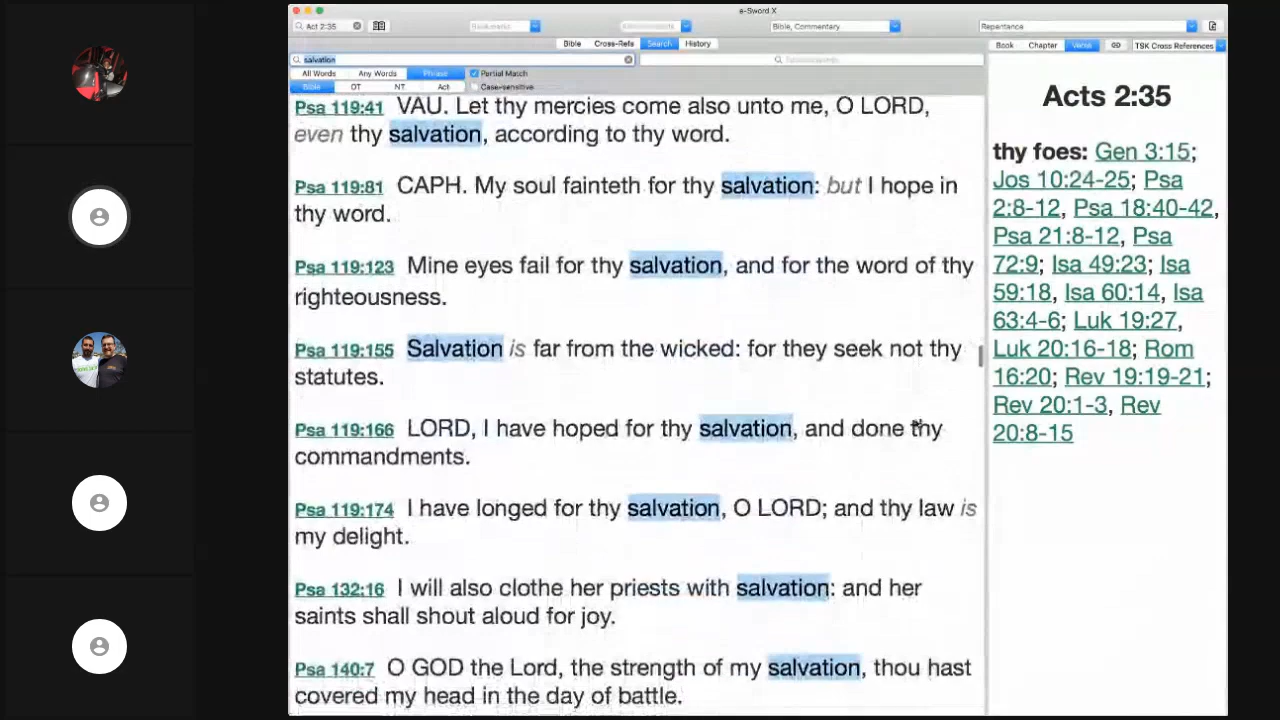 e-Sword X
Act 2:35
Bookmarks
Bible, Commentary
Repentance
Bible Cross-Refs Search History
Book Chapter Verse TSK Cross References
salvation
All Words Any Words Phrase Partial Match
Bible OT NT Act Case-sensitive
Psa 119:41 VAU. Let thy mercies come also unto me, O LORD,
even thy salvation, according to thy word.
Psa 119:81 CAPH. My soul fainteth for thy salvation: but I hope in
thy word.
Psa 119:123 Mine eyes fail for thy salvation, and for the word of thy
righteousness.
Psa 119:155 Salvation is far from the wicked: for they seek not thy
statutes.
Psa 119:166 LORD, I have hoped for thy salvation, and done thy
commandments.
Psa 119:174 I have longed for thy salvation, O LORD; and thy law is
my delight.
Psa 132:16 I will also clothe her priests with salvation: and her
saints shall shout aloud for joy.
Psa 140:7 O GOD the Lord, the strength of my salvation, thou hast
covered my head in the day of battle.
Acts 2:35
thy foes: Gen 3:15;
Jos 10:24-25; Psa
2:8-12, Psa 18:40-42,
Psa 21:8-12, Psa
72:9; Isa 49:23; Isa
59:18, Isa 60:14, Isa
63:4-6; Luk 19:27,
Luk 20:16-18; Rom
16:20; Rev 19:19-21;
Rev 20:1-3, Rev
20:8-15